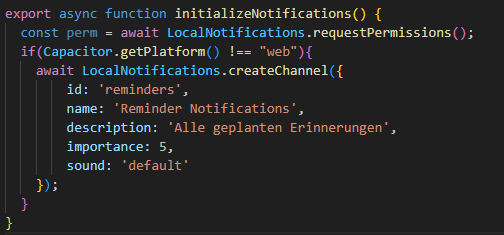 export async function initializeNotifications() {
  const perm = await LocalNotifications.requestPermissions();
  if(Capacitor.getPlatform() !== "web"){
    await LocalNotifications.createChannel({
        id: 'reminders',
        name: 'Reminder Notifications',
        description: 'Alle geplanten Erinnerungen',
        importance: 5,
        sound: 'default'
    });
  }
}